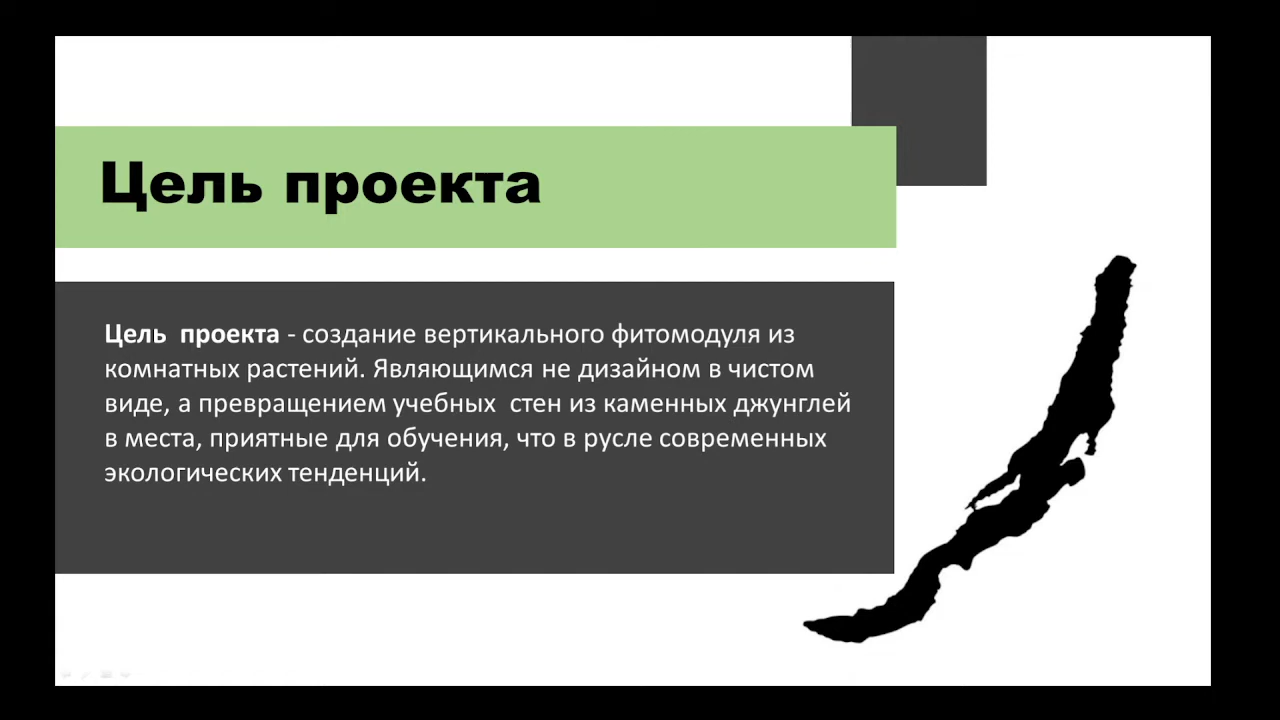 Цель проекта
Цель  проекта - создание вертикального фитомодуля из
комнатных растений. Являющимся не дизайном в чистом
виде, а превращением учебных  стен из каменных джунглей
в места, приятные для обучения, что в русле современных
экологических тенденций.